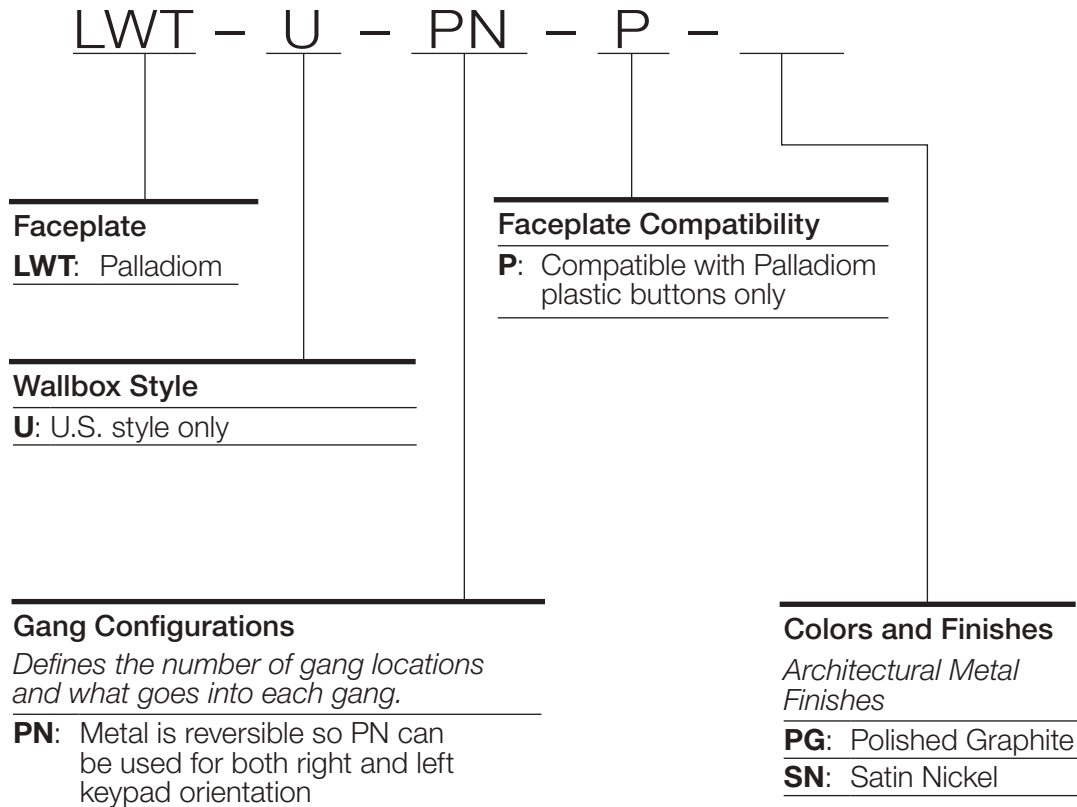 LWT – U – PN – P –
Faceplate
LWT: Palladiom
Faceplate Compatibility
P: Compatible with Palladiom
plastic buttons only
Wallbox Style
U: U.S. style only
Gang Configurations
Defines the number of gang locations
and what goes into each gang.
PN: Metal is reversible so PN can
be used for both right and left
keypad orientation
Colors and Finishes
Architectural Metal
Finishes
PG: Polished Graphite
SN: Satin Nickel